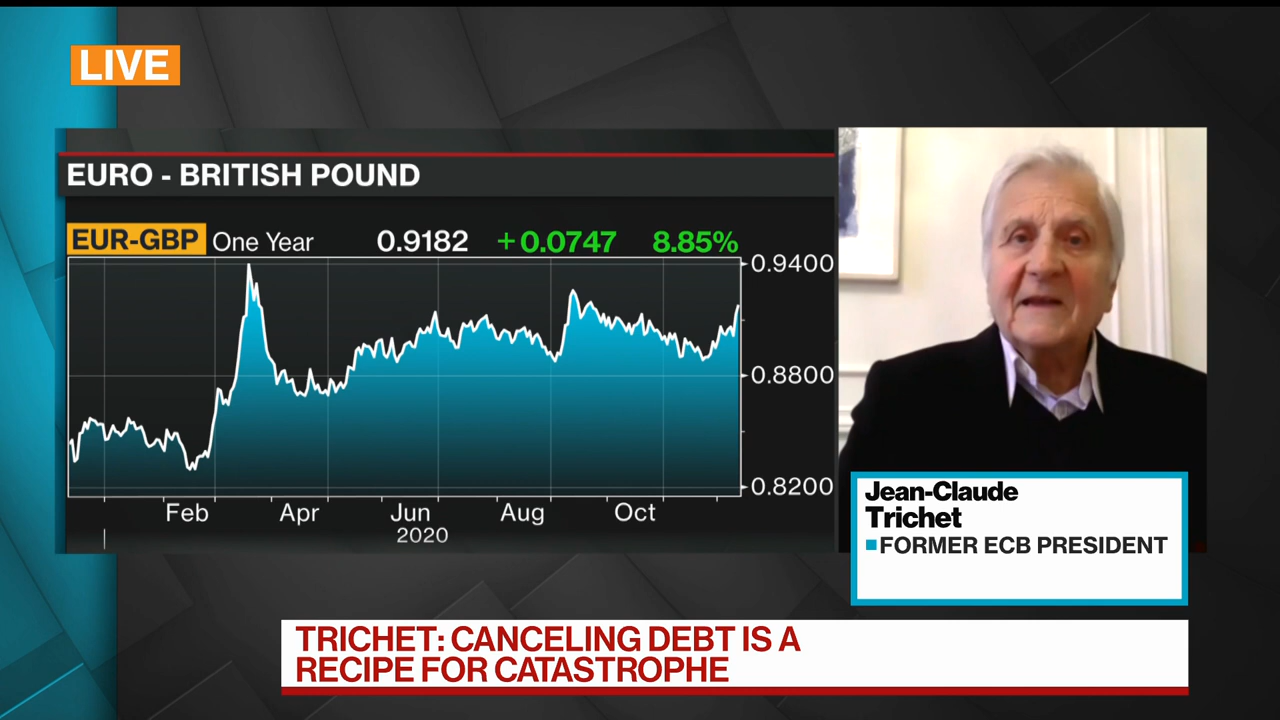 LIVE
EURO - BRITISH POUND
EUR-GBP One Year 0.9182 +0.0747 8.85%
0.9400
0.8800
0.8200
Feb Apr Jun Aug Oct
2020
Jean-Claude
Trichet
FORMER ECB PRESIDENT
TRICHET: CANCELING DEBT IS A
RECIPE FOR CATASTROPHE